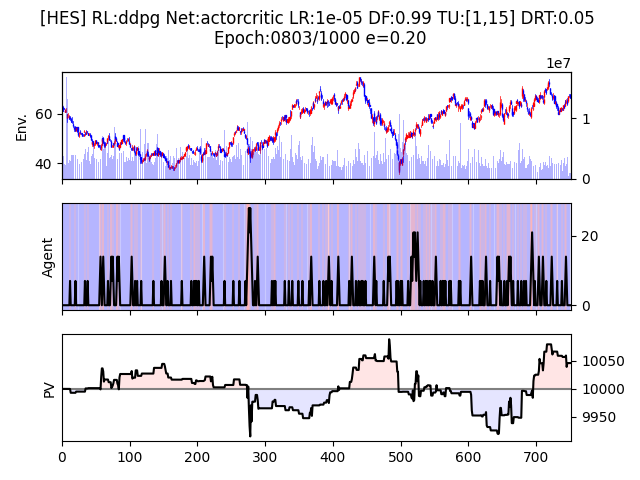 [HES] RL:ddpg Net:actorcritic LR:1e-05 DF:0.99 TU:[1,15] DRT:0.05
Epoch:0803/1000 e=0.20
1e7
Env.
60
40
1
0
Agent
20
0
PV
10050
10000
9950
0 100 200 300 400 500 600 700